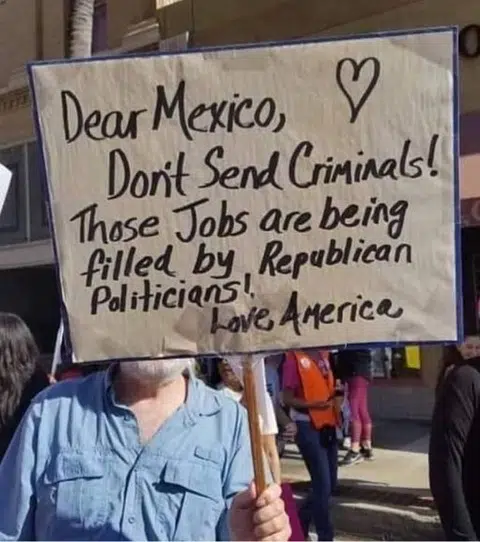 Dear Mexico,
Don't Send Criminals!
Those Jobs are being
filled by Republican
Politicians!
Love, America